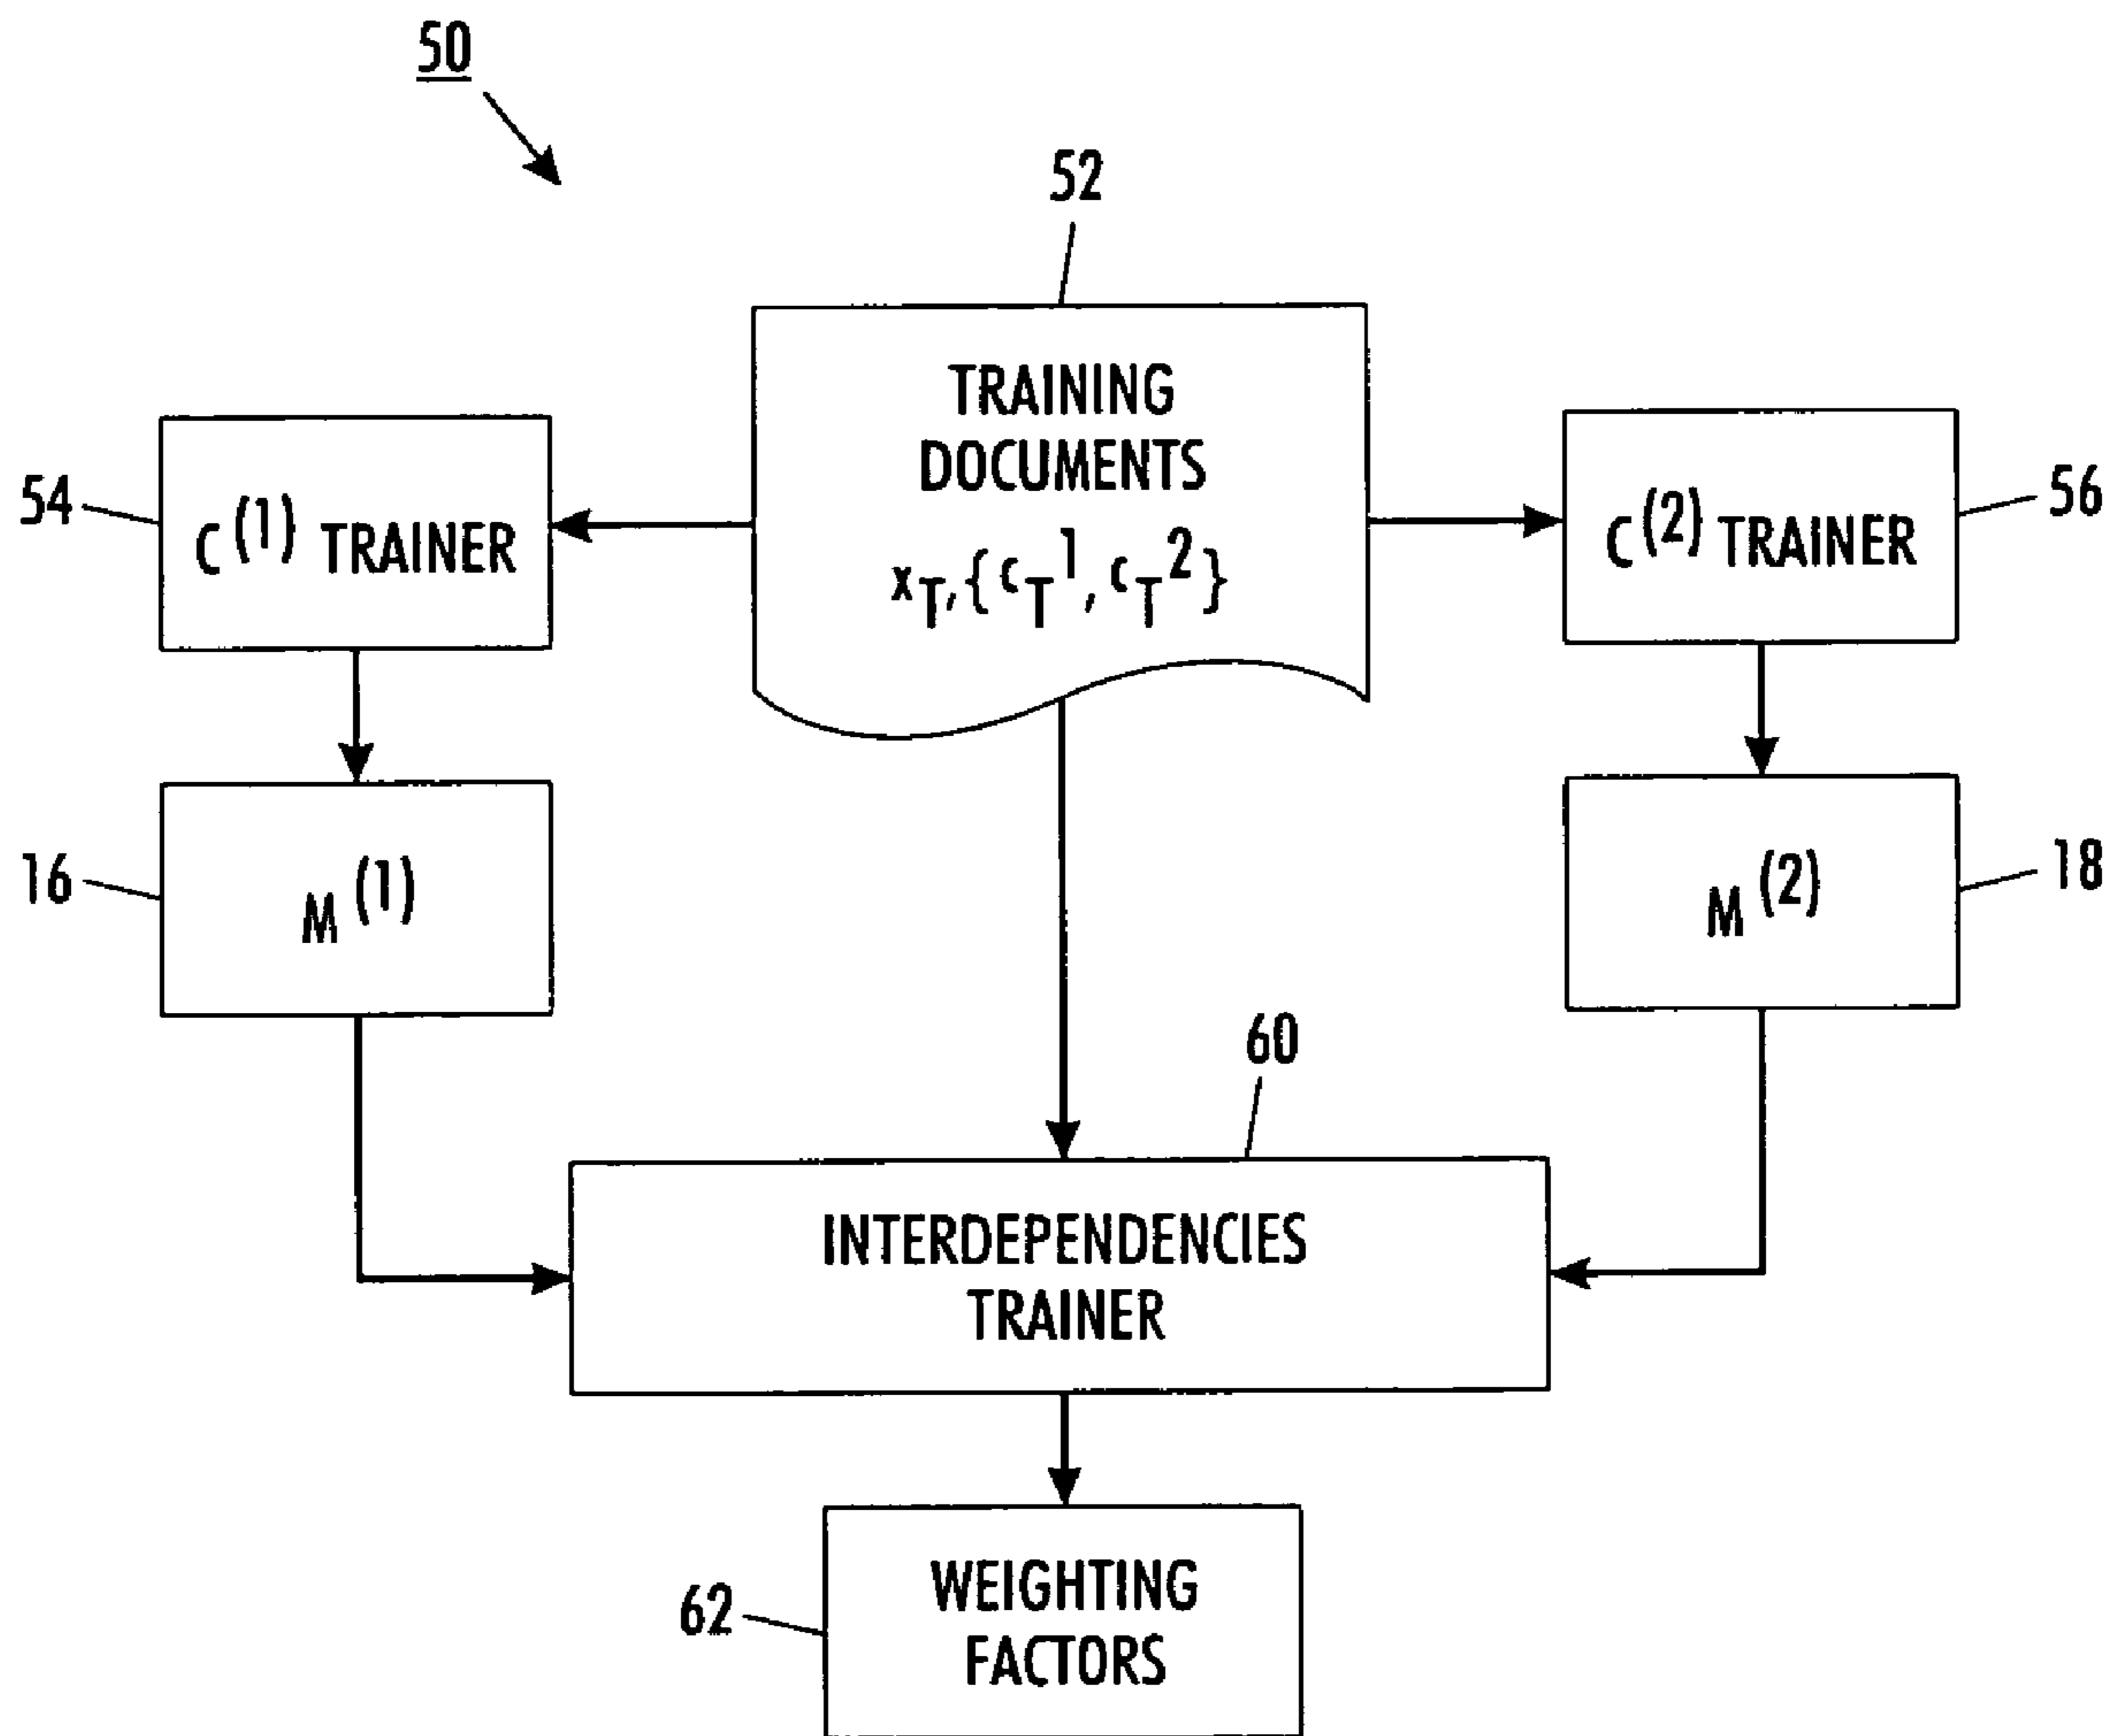 50
52
TRAINING
DOCUMENTS
x_T, {c_T^1, c_T^2}
54
C^(1) TRAINER
C^(2) TRAINER
56
16
M^(1)
M^(2)
18
60
INTERDEPENDENCIES
TRAINER
62
WEIGHTING
FACTORS